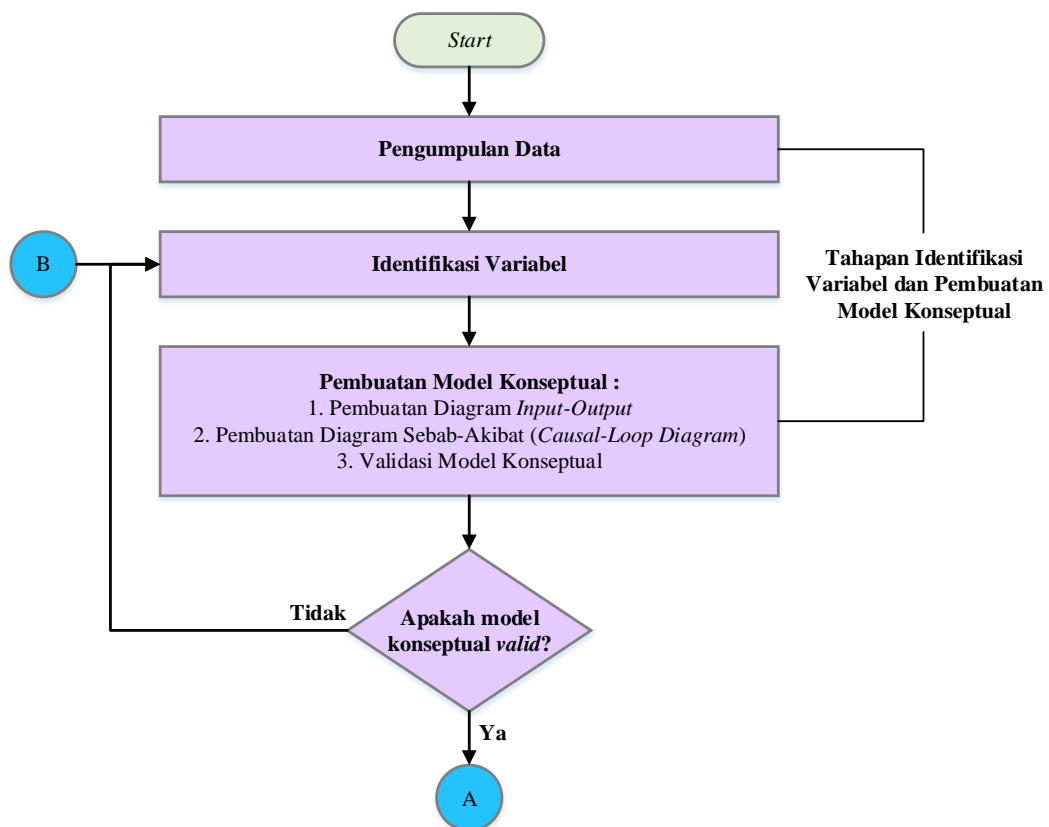 Start
Pengumpulan Data
B
Identifikasi Variabel
Tahapan Identifikasi
Variabel dan Pembuatan
Model Konseptual
Pembuatan Model Konseptual :
1. Pembuatan Diagram Input-Output
2. Pembuatan Diagram Sebab-Akibat (Causal-Loop Diagram)
3. Validasi Model Konseptual
Tidak
Apakah model
konseptual valid?
Ya
A